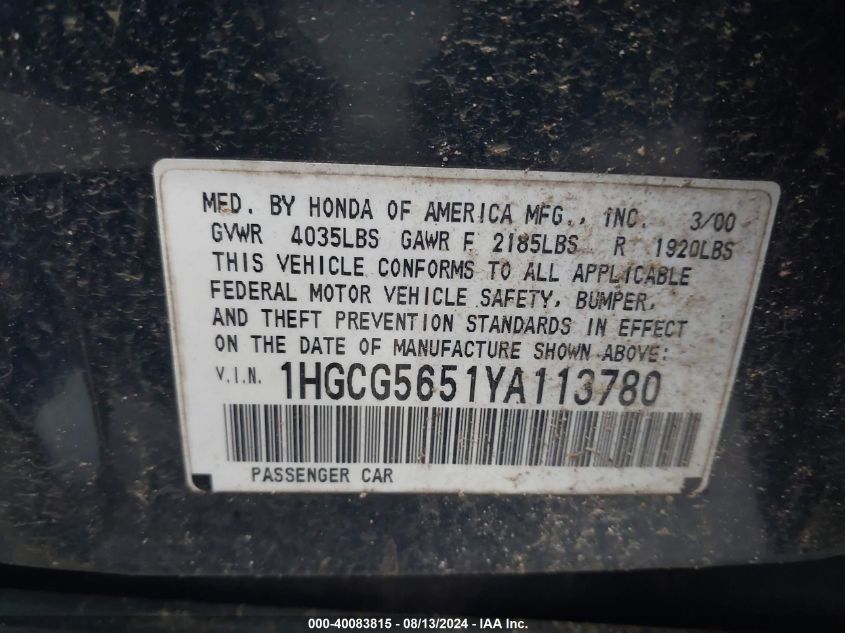 MFD. BY HONDA OF AMERICA MFG., INC. 3/00
GVWR 4035LBS GAWR F 2185LBS R 1920LBS
THIS VEHICLE CONFORMS TO ALL APPLICABLE
FEDERAL MOTOR VEHICLE SAFETY, BUMPER,
AND THEFT PREVENTION STANDARDS IN EFFECT
ON THE DATE OF MANUFACTURE SHOWN ABOVE:
V.I.N. 1HGCG5651YA113780
PASSENGER CAR
000-40083815 - 08/13/2024 - IAA Inc.